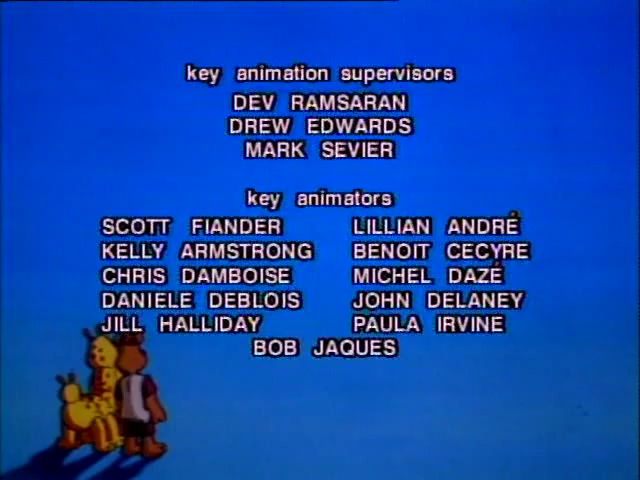 key animation supervisors
DEV RAMSARAN
DREW EDWARDS
MARK SEVIER
key animators
SCOTT FIANDER LILLIAN ANDRÉ
KELLY ARMSTRONG BENOIT CECYRE
CHRIS DAMBOISE MICHEL DAZÉ
DANIELE DEBLOIS JOHN DELANEY
JILL HALLIDAY PAULA IRVINE
BOB JAQUES